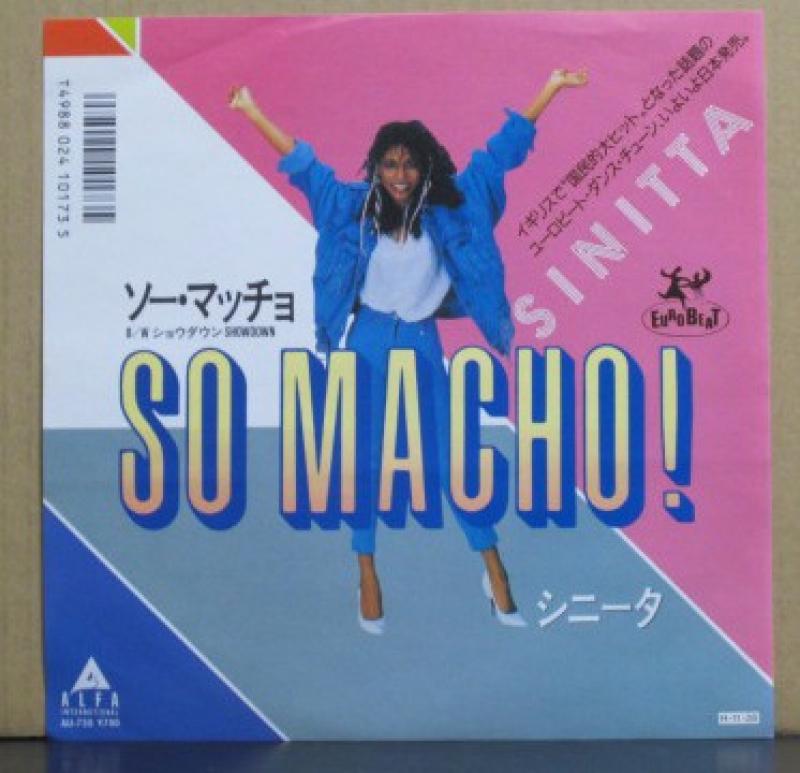 T4988 024 10173 5
イギリスで“国民的大ヒット„となった話題の
ユーロビート・ダンス・チューン、いよいよ日本発売。
SINITTA
ソー・マッチョ
B/W ショウダウン SHOWDOWN
EUROBEAT
SO MACHO!
シニータ
ALFA
INTERNATIONAL
¥700